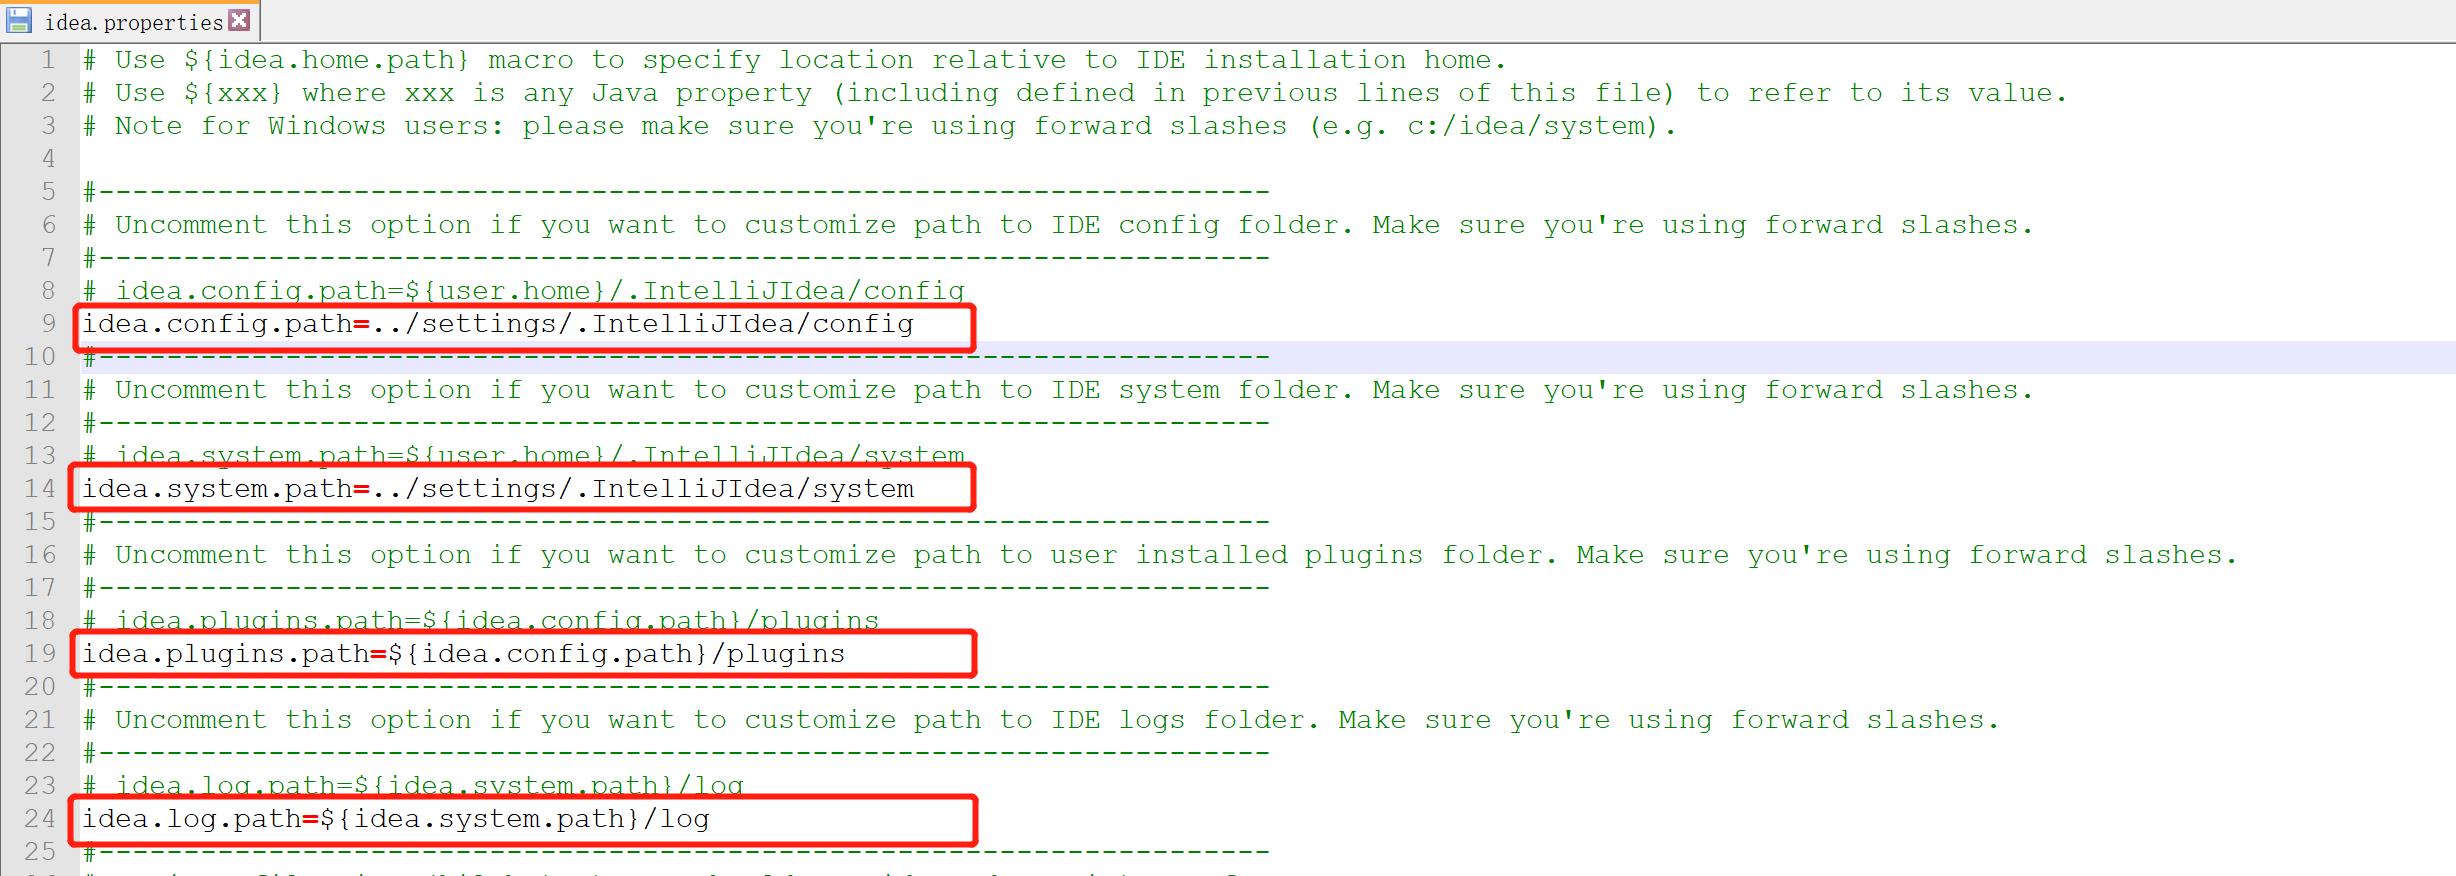 idea.properties
1 # Use ${idea.home.path} macro to specify location relative to IDE installation home.
2 # Use ${xxx} where xxx is any Java property (including defined in previous lines of this file) to refer to its value.
3 # Note for Windows users: please make sure you're using forward slashes (e.g. c:/idea/system).
4
5 #---------------------------------------------------------------------
6 # Uncomment this option if you want to customize path to IDE config folder. Make sure you're using forward slashes.
7 #---------------------------------------------------------------------
8 # idea.config.path=${user.home}/.IntelliJIdea/config
9 idea.config.path=../settings/.IntelliJIdea/config
10 #---------------------------------------------------------------------
11 # Uncomment this option if you want to customize path to IDE system folder. Make sure you're using forward slashes.
12 #---------------------------------------------------------------------
13 # idea.system.path=${user.home}/.IntelliJIdea/system
14 idea.system.path=../settings/.IntelliJIdea/system
15 #---------------------------------------------------------------------
16 # Uncomment this option if you want to customize path to user installed plugins folder. Make sure you're using forward slashes.
17 #---------------------------------------------------------------------
18 # idea.plugins.path=${idea.config.path}/plugins
19 idea.plugins.path=${idea.config.path}/plugins
20 #---------------------------------------------------------------------
21 # Uncomment this option if you want to customize path to IDE logs folder. Make sure you're using forward slashes.
22 #---------------------------------------------------------------------
23 # idea.log.path=${idea.system.path}/log
24 idea.log.path=${idea.system.path}/log
25 #---------------------------------------------------------------------